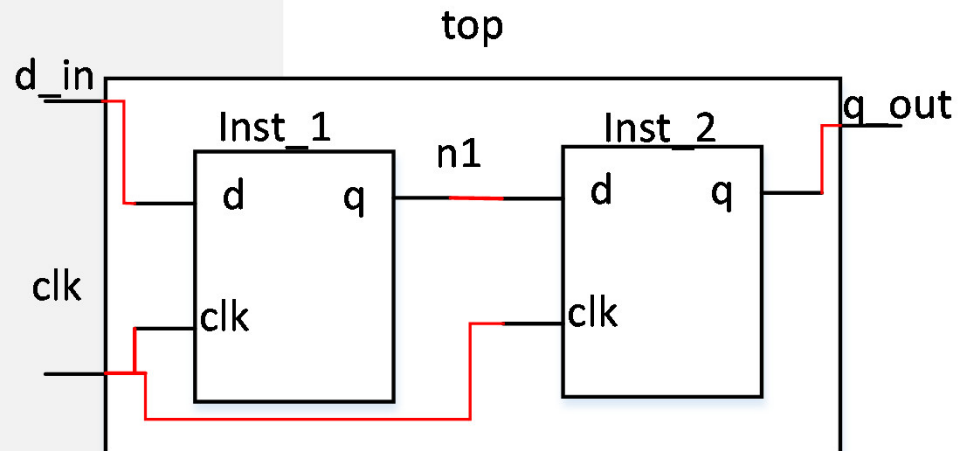 top
d_in
q_out
Inst_1
n1
Inst_2
d
q
d
q
clk
clk
clk